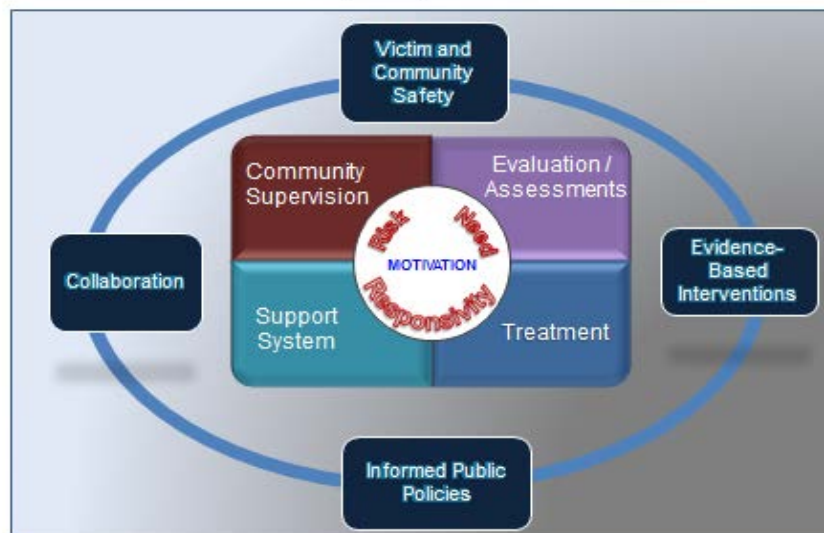 Victim and
Community
Safety
Community
Supervision
Evaluation /
Assessments
Risk
Need
MOTIVATION
Responsivity
Collaboration
Evidence-
Based
Interventions
Support
System
Treatment
Informed Public
Policies